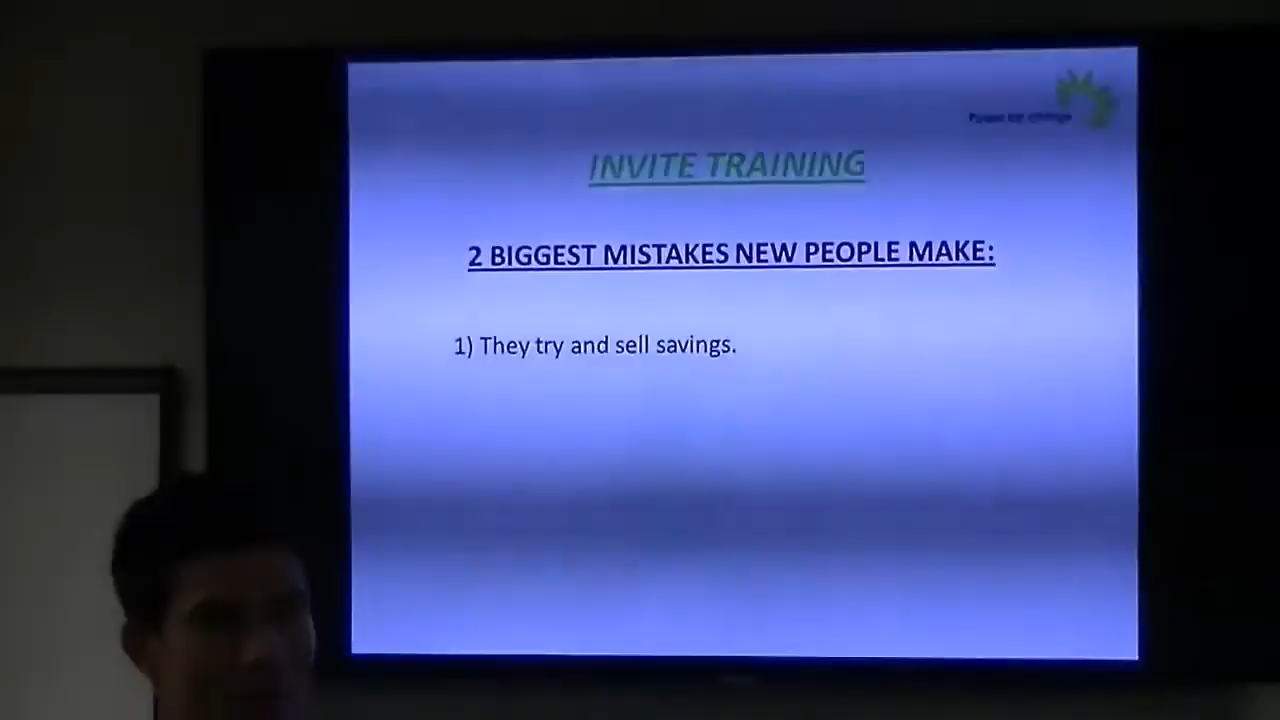 INVITE TRAINING
2 BIGGEST MISTAKES NEW PEOPLE MAKE:
1) They try and sell savings.